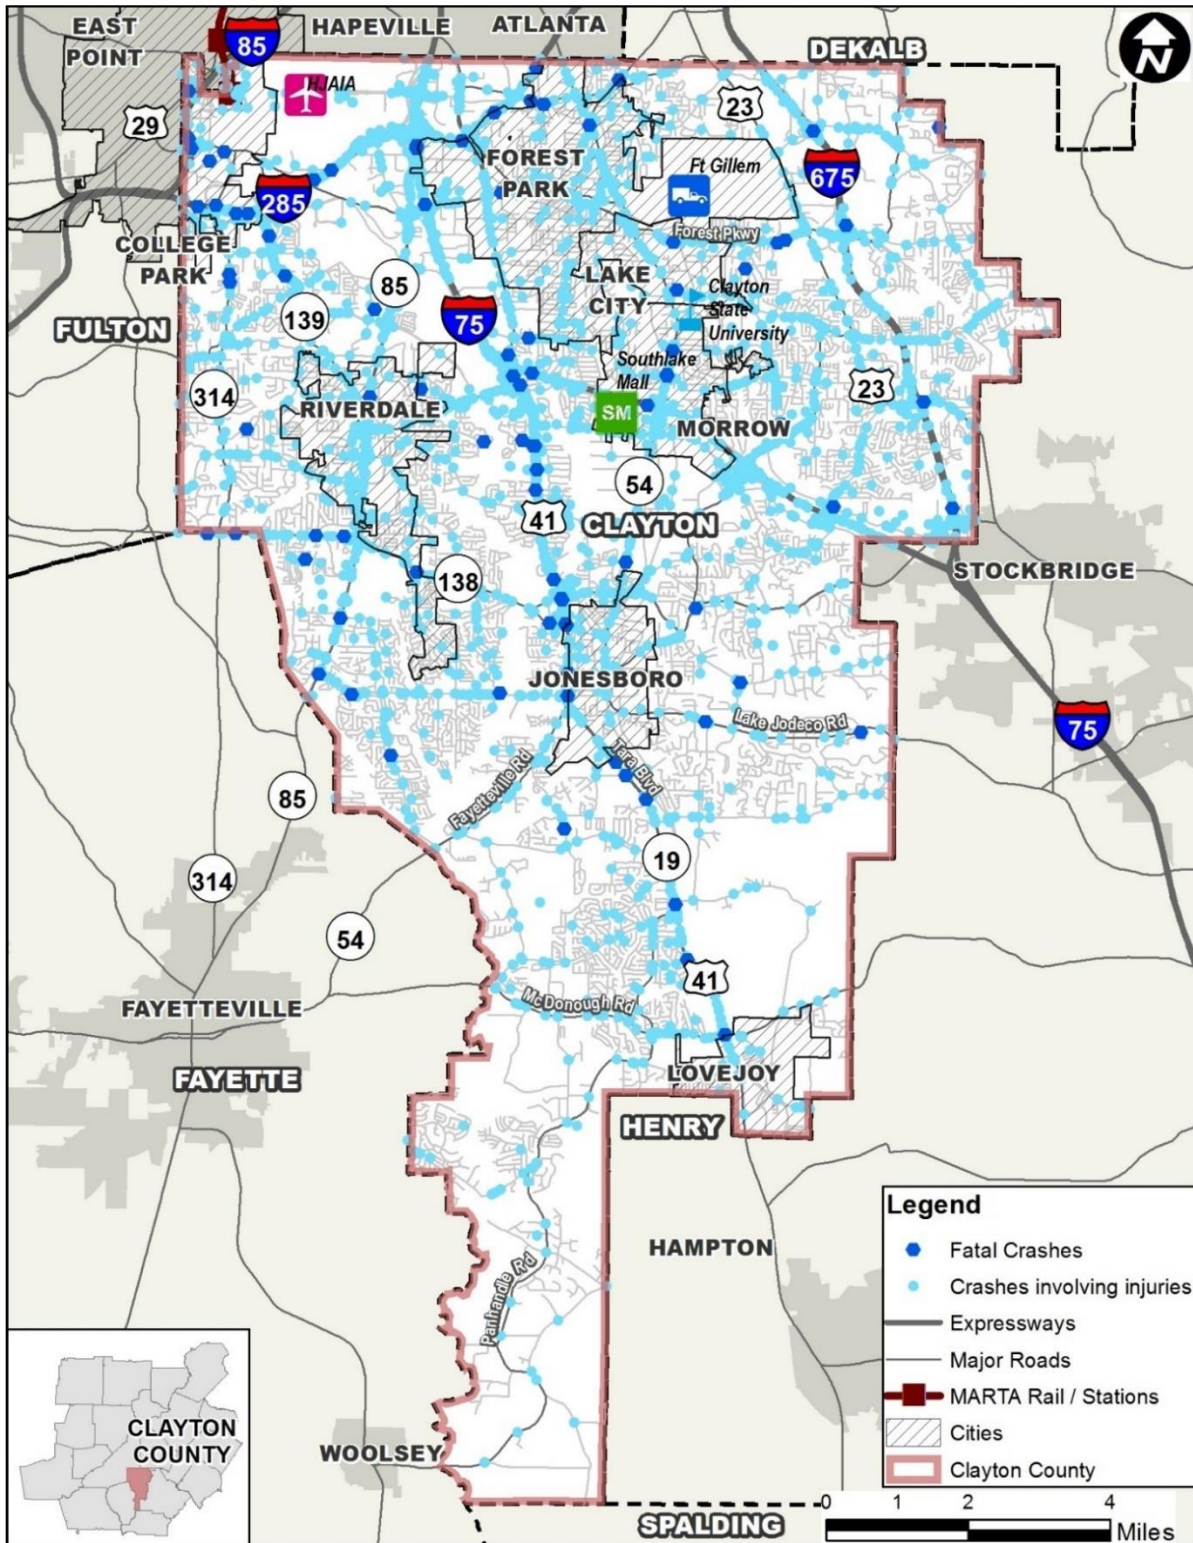 EAST
POINT
85
HAPEVILLE
ATLANTA
DEKALB
N
HJAIA
29
23
FOREST
PARK
Ft Gillem
675
285
Forest Pkwy
COLLEGE
PARK
85
LAKE
CITY
Clayton
State
University
FULTON
139
75
Southlake
Mall
314
RIVERDALE
SM
23
MORROW
54
41
CLAYTON
138
STOCKBRIDGE
JONESBORO
Lake Jodeco Rd
75
Fayetteville Rd
Tara Blvd
85
19
314
54
41
FAYETTEVILLE
McDonough Rd
FAYETTE
LOVEJOY
HENRY
HAMPTON
Panhandle Rd
WOOLSEY
SPALDING
CLAYTON
COUNTY
Legend
Fatal Crashes
Crashes involving injuries
Expressways
Major Roads
MARTA Rail / Stations
Cities
Clayton County
0 1 2 4
Miles